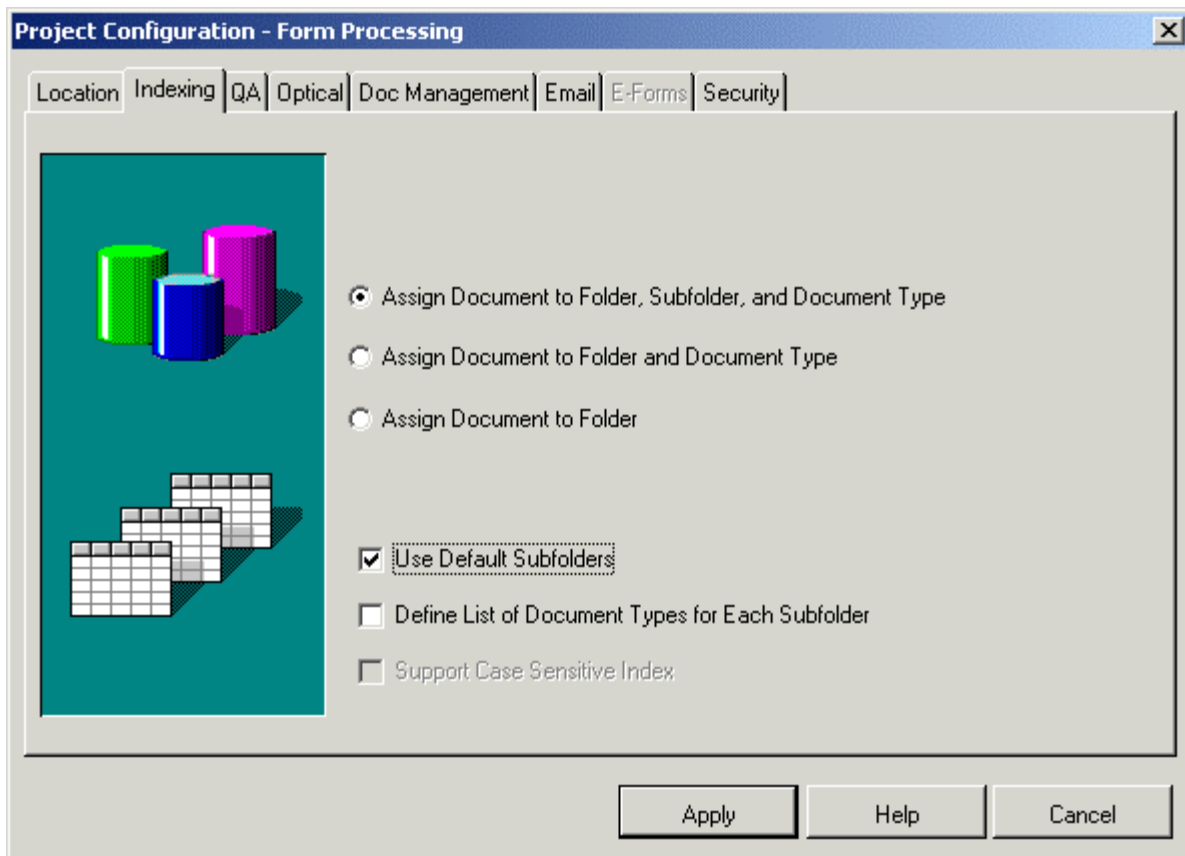 Project Configuration - Form Processing
Location Indexing QA Optical Doc Management Email E-Forms Security
Assign Document to Folder, Subfolder, and Document Type
Assign Document to Folder and Document Type
Assign Document to Folder
Use Default Subfolders
Define List of Document Types for Each Subfolder
Support Case Sensitive Index
Apply Help Cancel